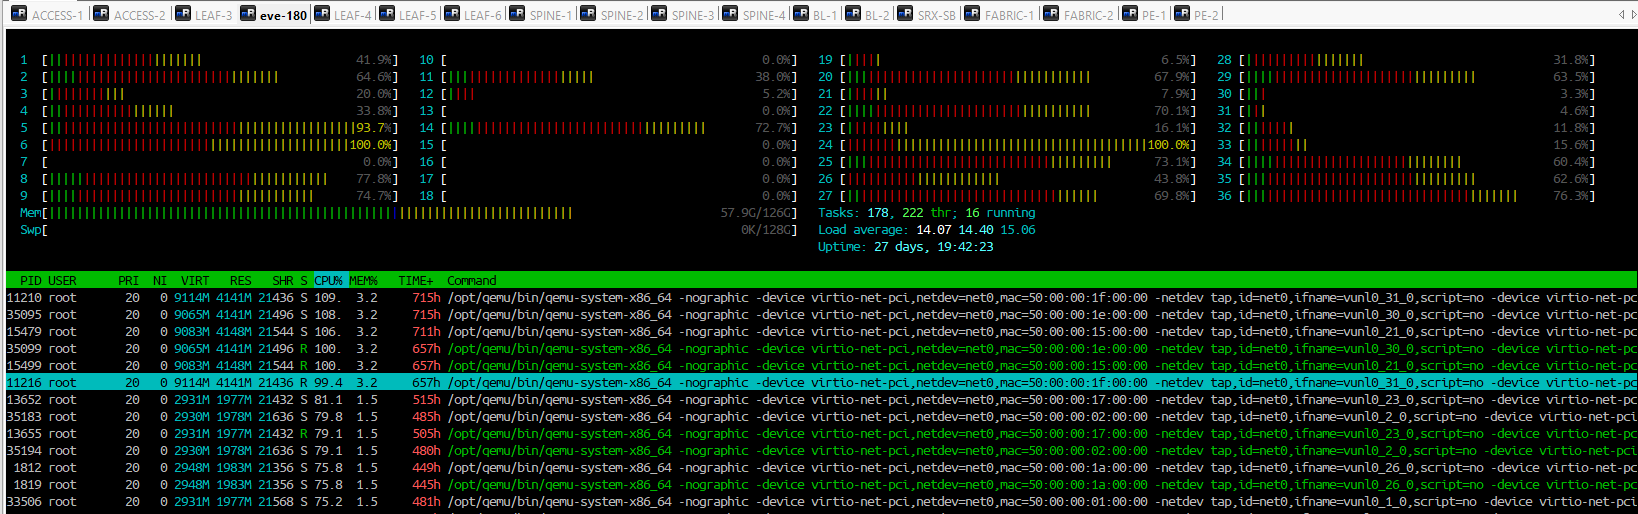 ACCESS-1 ACCESS-2 LEAF-3 eve-180 LEAF-4 LEAF-5 LEAF-6 SPINE-1 SPINE-2 SPINE-3 SPINE-4 BL-1 BL-2 SRX-SB FABRIC-1 FABRIC-2 PE-1 PE-2
1 [ 41.9%] 10 [ 0.0%] 19 [ 6.5%] 28 [ 31.8%]
2 [ 64.6%] 11 [ 38.0%] 20 [ 67.9%] 29 [ 63.5%]
3 [ 20.0%] 12 [ 5.2%] 21 [ 7.9%] 30 [ 3.3%]
4 [ 33.8%] 13 [ 0.0%] 22 [ 70.1%] 31 [ 4.6%]
5 [ 93.7%] 14 [ 72.7%] 23 [ 16.1%] 32 [ 11.8%]
6 [ 100.0%] 15 [ 0.0%] 24 [ 100.0%] 33 [ 15.6%]
7 [ 0.0%] 16 [ 0.0%] 25 [ 73.1%] 34 [ 60.4%]
8 [ 77.8%] 17 [ 0.0%] 26 [ 43.8%] 35 [ 62.6%]
9 [ 74.7%] 18 [ 0.0%] 27 [ 69.8%] 36 [ 76.3%]
Mem[ 57.9G/126G] Tasks: 178, 222 thr; 16 running
Swp[ 0K/128G] Load average: 14.07 14.40 15.06
Uptime: 27 days, 19:42:23
PID USER PRI NI VIRT RES SHR S CPU% MEM% TIME+ Command
11210 root 20 0 9114M 4141M 21436 S 109. 3.2 715h /opt/qemu/bin/qemu-system-x86_64 -nographic -device virtio-net-pci,netdev=net0,mac=50:00:00:1f:00:00 -netdev tap,id=net0,ifname=vunl0_31_0,script=no -device virtio-net-pc
35095 root 20 0 9065M 4141M 21496 S 108. 3.2 715h /opt/qemu/bin/qemu-system-x86_64 -nographic -device virtio-net-pci,netdev=net0,mac=50:00:00:1e:00:00 -netdev tap,id=net0,ifname=vunl0_30_0,script=no -device virtio-net-pc
15479 root 20 0 9083M 4148M 21544 S 106. 3.2 711h /opt/qemu/bin/qemu-system-x86_64 -nographic -device virtio-net-pci,netdev=net0,mac=50:00:00:15:00:00 -netdev tap,id=net0,ifname=vunl0_21_0,script=no -device virtio-net-pc
35099 root 20 0 9065M 4141M 21496 R 100. 3.2 657h /opt/qemu/bin/qemu-system-x86_64 -nographic -device virtio-net-pci,netdev=net0,mac=50:00:00:1e:00:00 -netdev tap,id=net0,ifname=vunl0_30_0,script=no -device virtio-net-pc
15499 root 20 0 9083M 4148M 21544 R 100. 3.2 657h /opt/qemu/bin/qemu-system-x86_64 -nographic -device virtio-net-pci,netdev=net0,mac=50:00:00:15:00:00 -netdev tap,id=net0,ifname=vunl0_21_0,script=no -device virtio-net-pc
11216 root 20 0 9114M 4141M 21436 R 99.4 3.2 657h /opt/qemu/bin/qemu-system-x86_64 -nographic -device virtio-net-pci,netdev=net0,mac=50:00:00:1f:00:00 -netdev tap,id=net0,ifname=vunl0_31_0,script=no -device virtio-net-pc
13652 root 20 0 2931M 1977M 21432 S 81.1 1.5 515h /opt/qemu/bin/qemu-system-x86_64 -nographic -device virtio-net-pci,netdev=net0,mac=50:00:00:17:00:00 -netdev tap,id=net0,ifname=vunl0_23_0,script=no -device virtio-net-pc
35183 root 20 0 2930M 1978M 21636 S 79.8 1.5 485h /opt/qemu/bin/qemu-system-x86_64 -nographic -device virtio-net-pci,netdev=net0,mac=50:00:00:02:00:00 -netdev tap,id=net0,ifname=vunl0_2_0,script=no -device virtio-net-pci
13655 root 20 0 2931M 1977M 21432 R 79.1 1.5 505h /opt/qemu/bin/qemu-system-x86_64 -nographic -device virtio-net-pci,netdev=net0,mac=50:00:00:17:00:00 -netdev tap,id=net0,ifname=vunl0_23_0,script=no -device virtio-net-pc
35194 root 20 0 2930M 1978M 21636 S 79.1 1.5 480h /opt/qemu/bin/qemu-system-x86_64 -nographic -device virtio-net-pci,netdev=net0,mac=50:00:00:02:00:00 -netdev tap,id=net0,ifname=vunl0_2_0,script=no -device virtio-net-pci
1812 root 20 0 2948M 1983M 21356 S 75.8 1.5 449h /opt/qemu/bin/qemu-system-x86_64 -nographic -device virtio-net-pci,netdev=net0,mac=50:00:00:1a:00:00 -netdev tap,id=net0,ifname=vunl0_26_0,script=no -device virtio-net-pc
1819 root 20 0 2948M 1983M 21356 S 75.8 1.5 445h /opt/qemu/bin/qemu-system-x86_64 -nographic -device virtio-net-pci,netdev=net0,mac=50:00:00:1a:00:00 -netdev tap,id=net0,ifname=vunl0_26_0,script=no -device virtio-net-pc
33506 root 20 0 2931M 1977M 21568 S 75.2 1.5 481h /opt/qemu/bin/qemu-system-x86_64 -nographic -device virtio-net-pci,netdev=net0,mac=50:00:00:01:00:00 -netdev tap,id=net0,ifname=vunl0_1_0,script=no -device virtio-net-pci